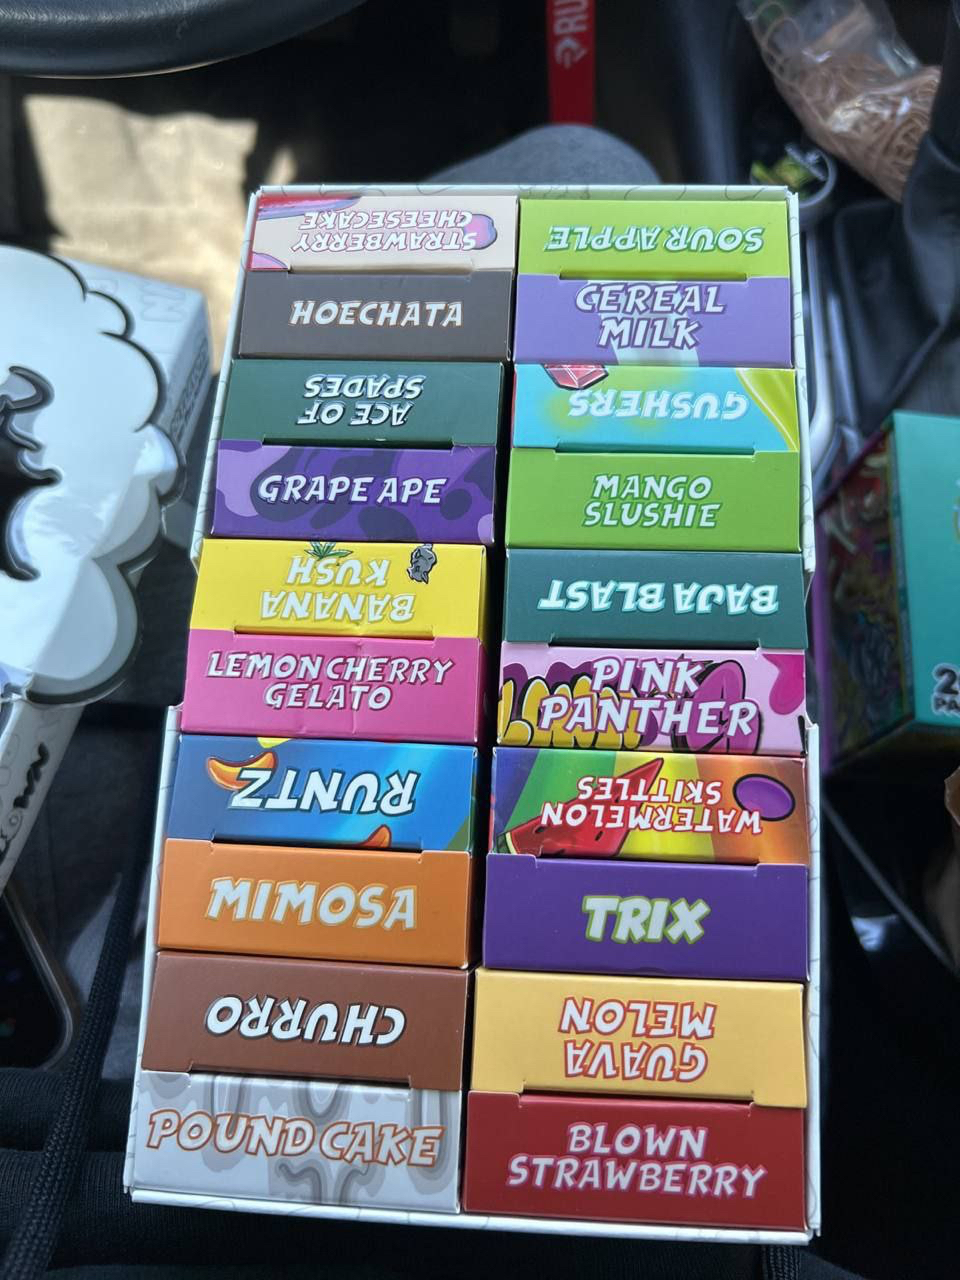 RU
STRAWBERRY
CHEESECAKE
SOUR APPLE
HOECHATA
CEREAL
MILK
ACE OF
SPADES
GUSHERS
GRAPE APE
MANGO
SLUSHIE
BANANA
KUSH
BAJA BLAST
LEMON CHERRY
GELATO
PINK
PANTHER
RUNTZ
WATERMELON
SKITTLES
MIMOSA
TRIX
CHURRO
GUAVA
MELON
POUND CAKE
BLOWN
STRAWBERRY